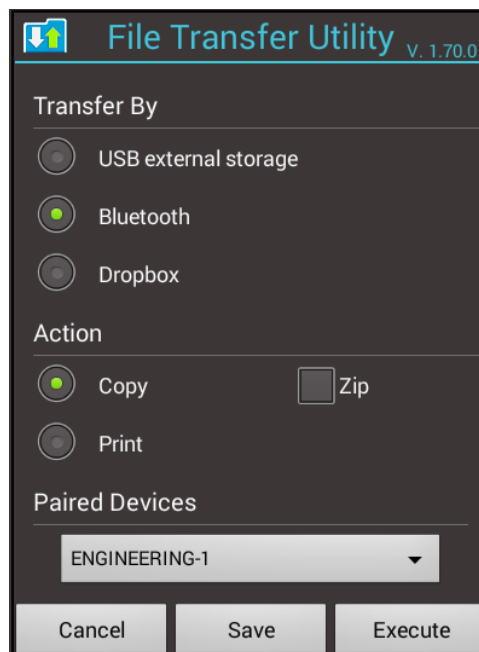 File Transfer Utility V. 1.70.0
Transfer By
USB external storage
Bluetooth
Dropbox
Action
Copy Zip
Print
Paired Devices
ENGINEERING-1
Cancel Save Execute